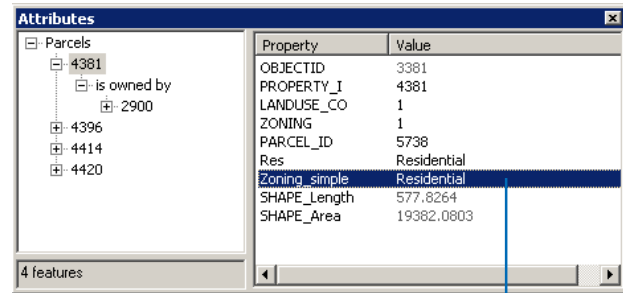 Attributes
Parcels
4381
is owned by
2900
4396
4414
4420
4 features
Property Value
OBJECTID 3381
PROPERTY_I 4381
LANDUSE_CO 1
ZONING 1
PARCEL_ID 5738
Res Residential
Zoning_simple Residential
SHAPE_Length 577.8264
SHAPE_Area 19382.0803